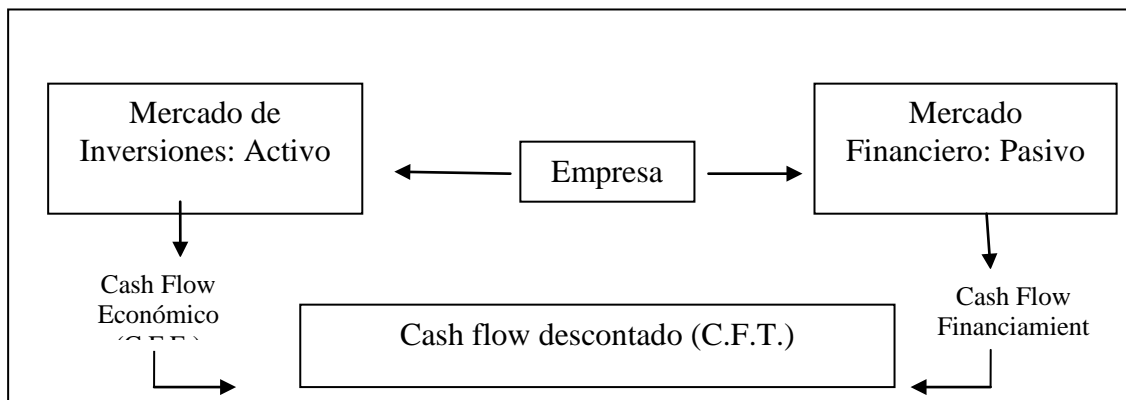 Mercado de
Inversiones: Activo
Empresa
Mercado
Financiero: Pasivo
Cash Flow
Económico
Cash flow descontado (C.F.T.)
Cash Flow
Financiamient